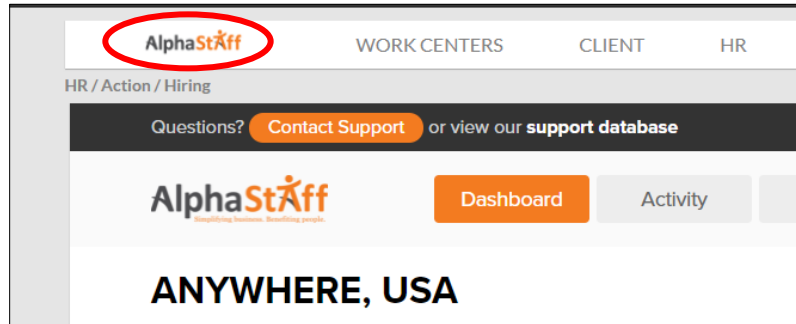 AlphaStaff WORK CENTERS CLIENT HR
HR / Action / Hiring
Questions? Contact Support or view our support database
AlphaStaff Dashboard Activity
Simplifying business. Benefiting people.
ANYWHERE, USA